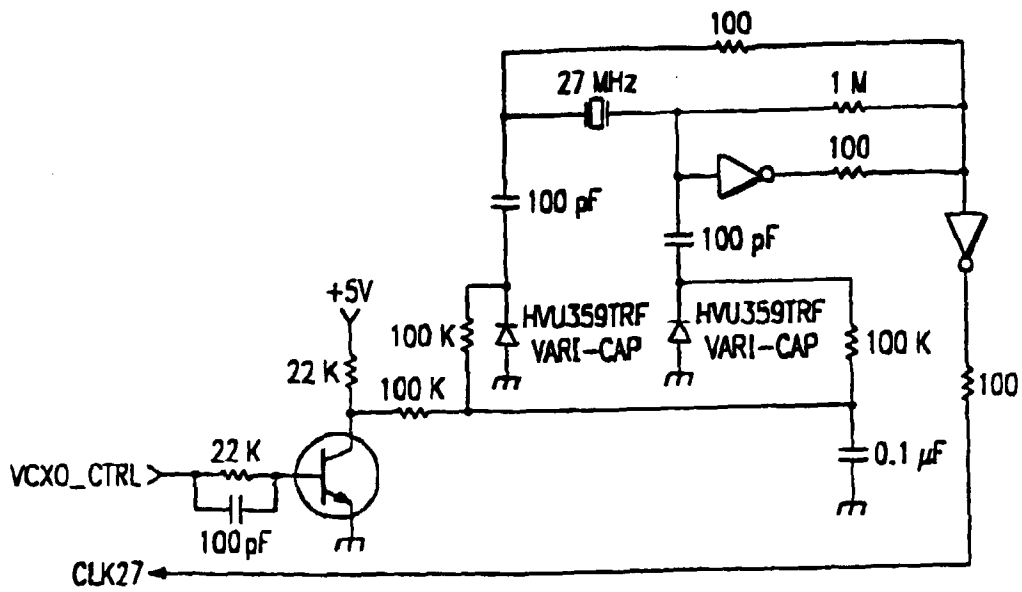 100
27 MHz
1 M
100
100 pF
100 pF
+5V
HVU359TRF
VARI-CAP
HVU359TRF
VARI-CAP
100 K
100 K
22 K
100 K
100
22 K
0.1 µF
VCXO_CTRL
100 pF
CLK27